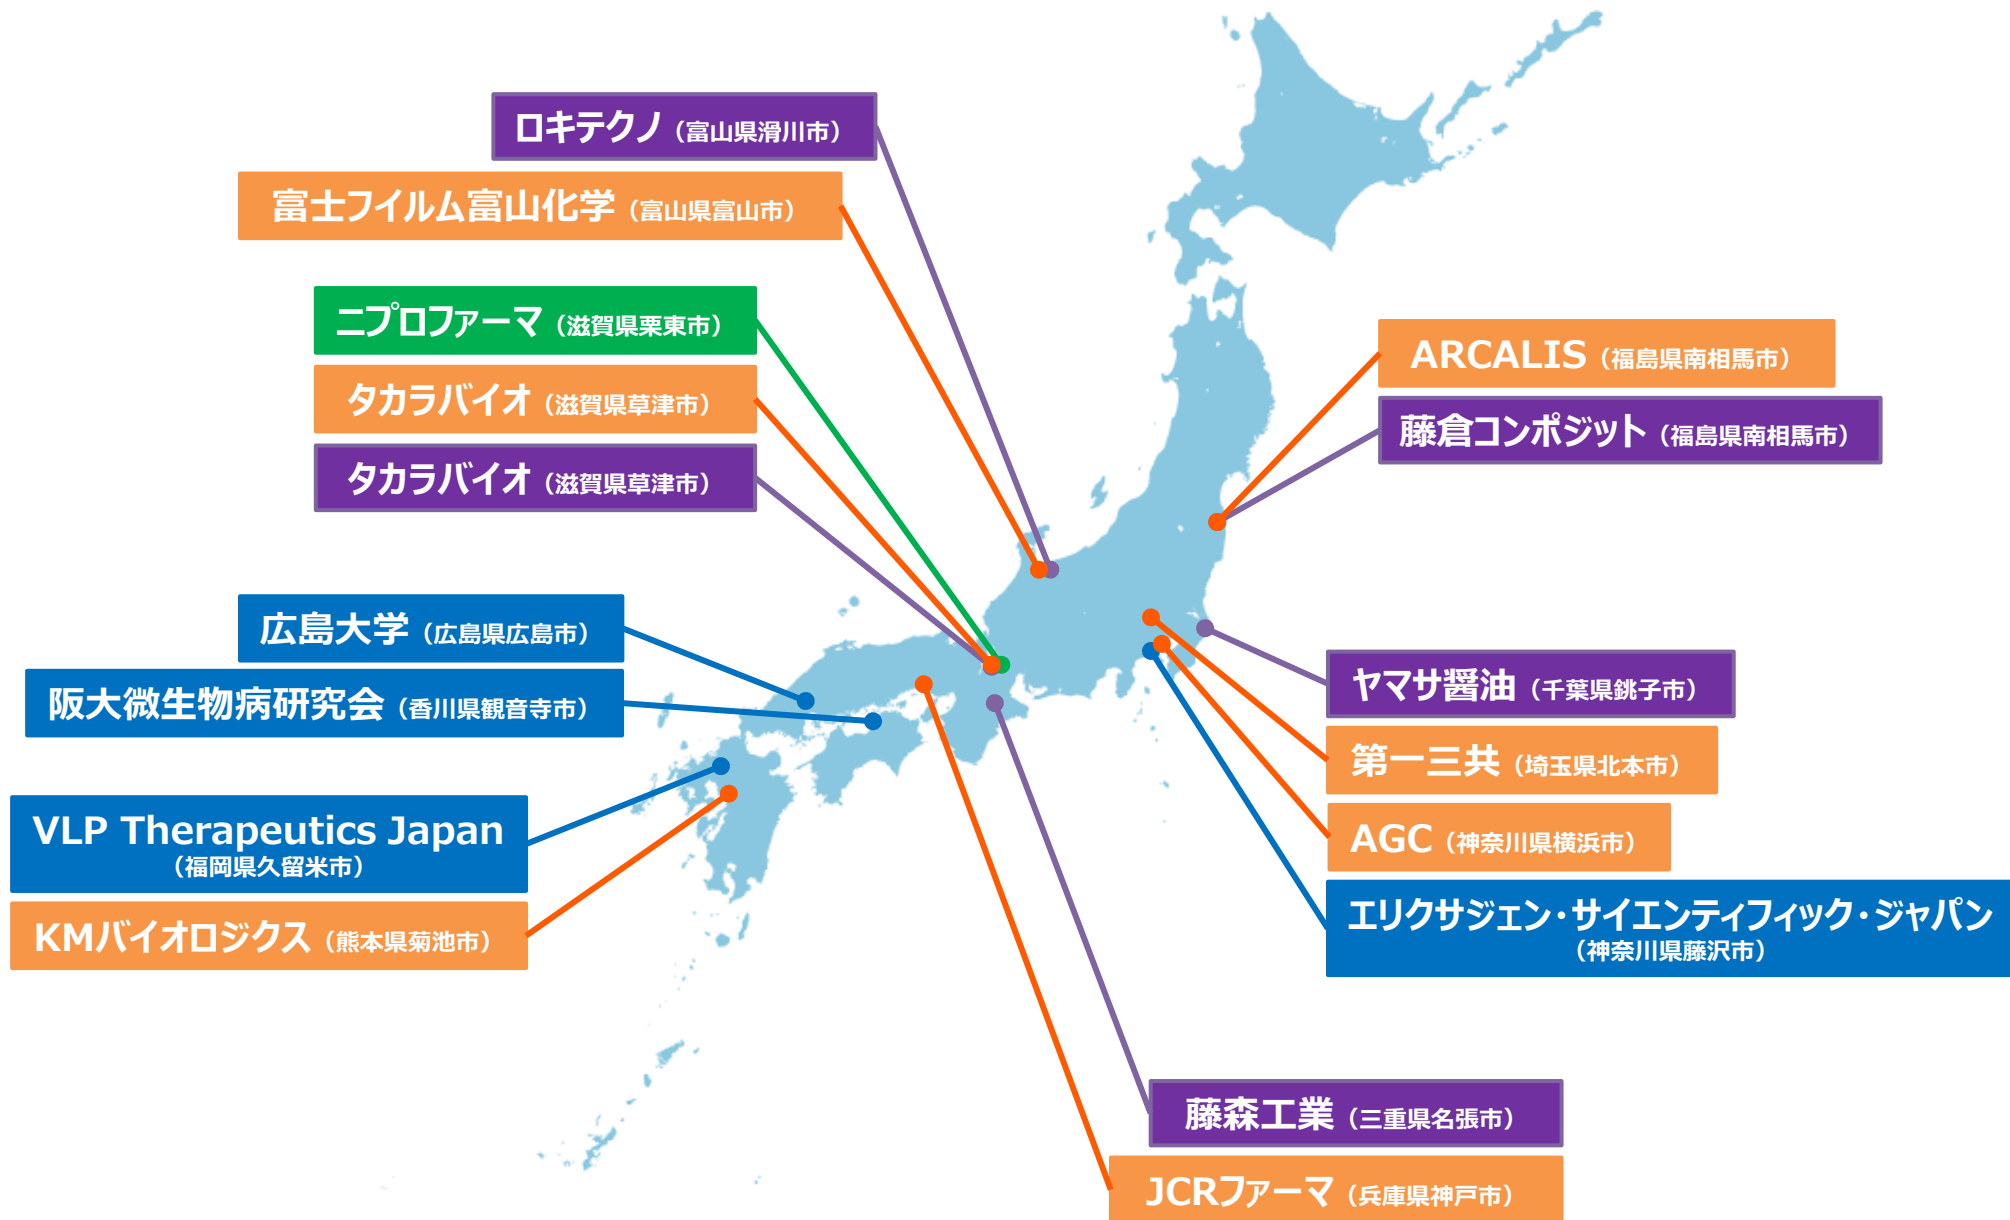 ロキテクノ（富山県滑川市）
富士フイルム富山化学（富山県富山市）
ニプロファーマ（滋賀県栗東市）
タカラバイオ（滋賀県草津市）
タカラバイオ（滋賀県草津市）
広島大学（広島県広島市）
阪大微生物病研究会（香川県観音寺市）
VLP Therapeutics Japan
（福岡県久留米市）
KMバイオロジクス（熊本県菊池市）
ARCALIS（福島県南相馬市）
藤倉コンポジット（福島県南相馬市）
ヤマサ醤油（千葉県銚子市）
第一三共（埼玉県北本市）
AGC（神奈川県横浜市）
エリクサジェン・サイエンティフィック・ジャパン
（神奈川県藤沢市）
藤森工業（三重県名張市）
JCRファーマ（兵庫県神戸市）